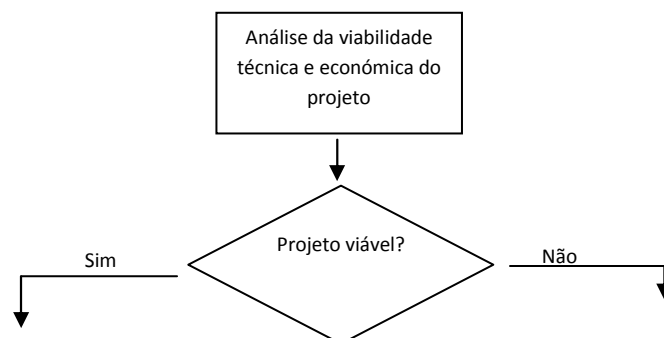 Análise da viabilidade
técnica e económica do
projeto
Projeto viável?
Sim
Não